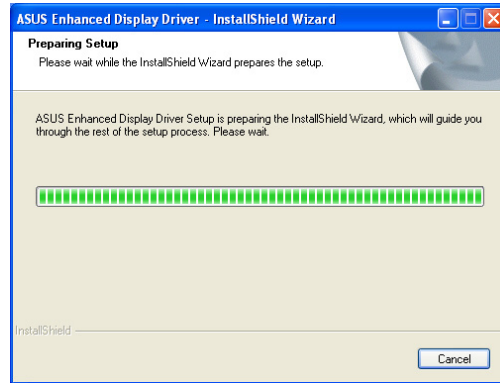 ASUS Enhanced Display Driver - InstallShield Wizard
Preparing Setup
Please wait while the InstallShield Wizard prepares the setup.
ASUS Enhanced Display Driver Setup is preparing the InstallShield Wizard, which will guide you
through the rest of the setup process. Please wait.
InstallShield
Cancel